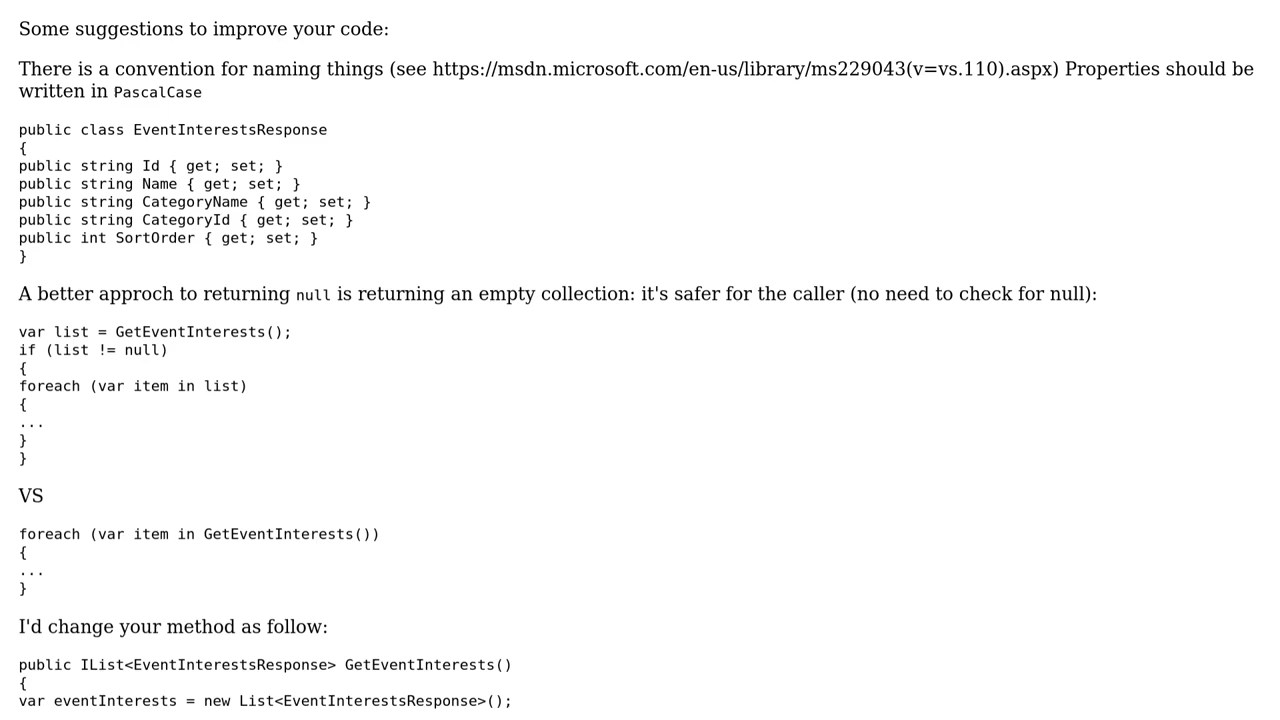 Some suggestions to improve your code:
There is a convention for naming things (see https://msdn.microsoft.com/en-us/library/ms229043(v=vs.110).aspx) Properties should be
written in PascalCase
public class EventInterestsResponse
{
public string Id { get; set; }
public string Name { get; set; }
public string CategoryName { get; set; }
public string CategoryId { get; set; }
public int SortOrder { get; set; }
}
A better approch to returning null is returning an empty collection: it's safer for the caller (no need to check for null):
var list = GetEventInterests();
if (list != null)
{
foreach (var item in list)
{
...
}
}
VS
foreach (var item in GetEventInterests())
{
...
}
I'd change your method as follow:
public IList<EventInterestsResponse> GetEventInterests()
{
var eventInterests = new List<EventInterestsResponse>();